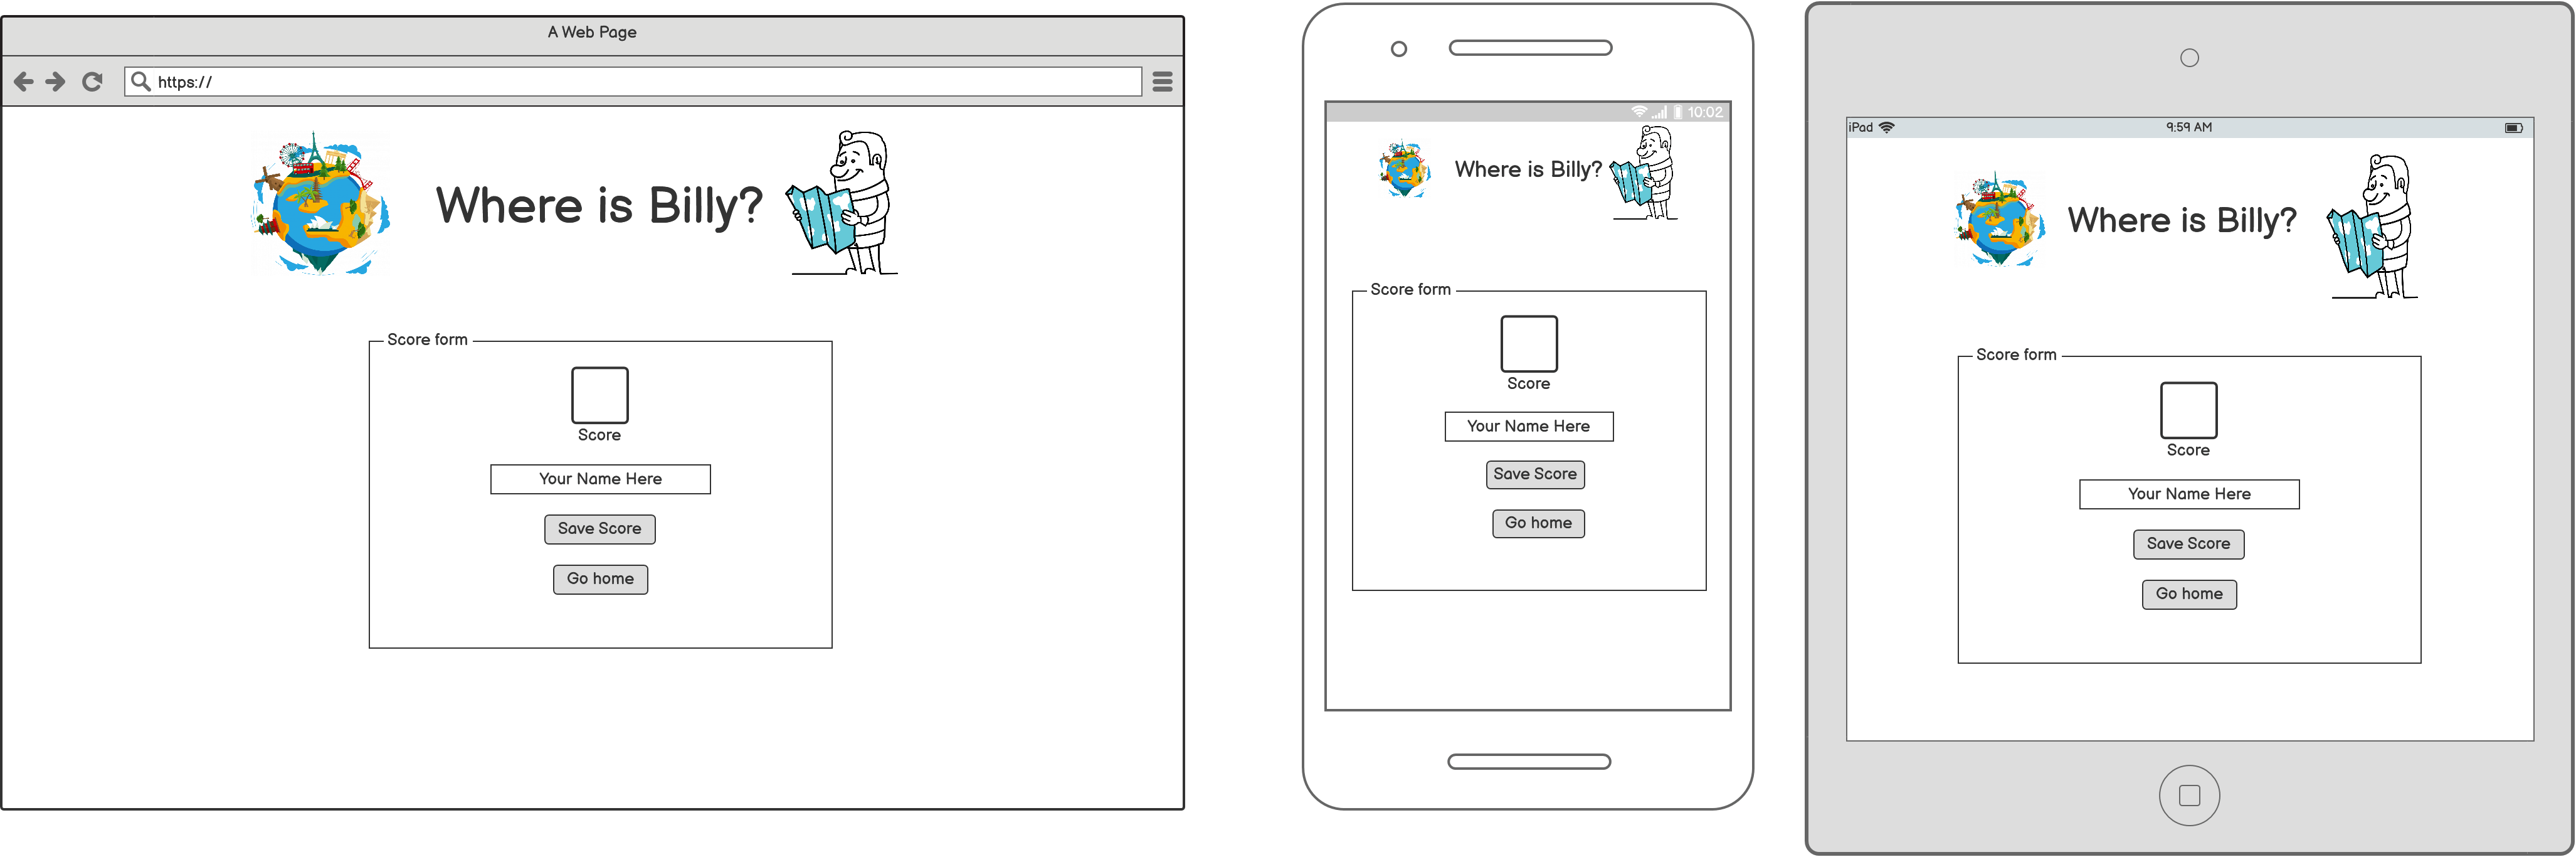 A Web Page
https://
Where is Billy?
Score form
Score
Your Name Here
Save Score
Go home
10:02
Where is Billy?
Score form
Score
Your Name Here
Save Score
Go home
iPad 9:59 AM
Where is Billy?
Score form
Score
Your Name Here
Save Score
Go home